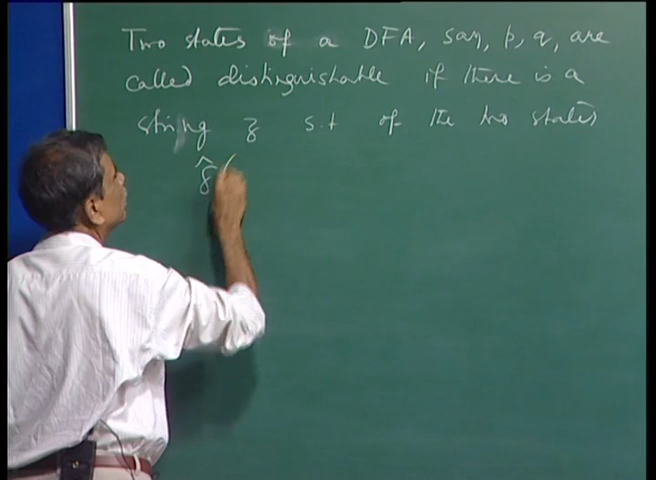 Two states of a DFA, say, p, q, are
called distinguishable if there is a
string z s.t of the two states
δ̂ (